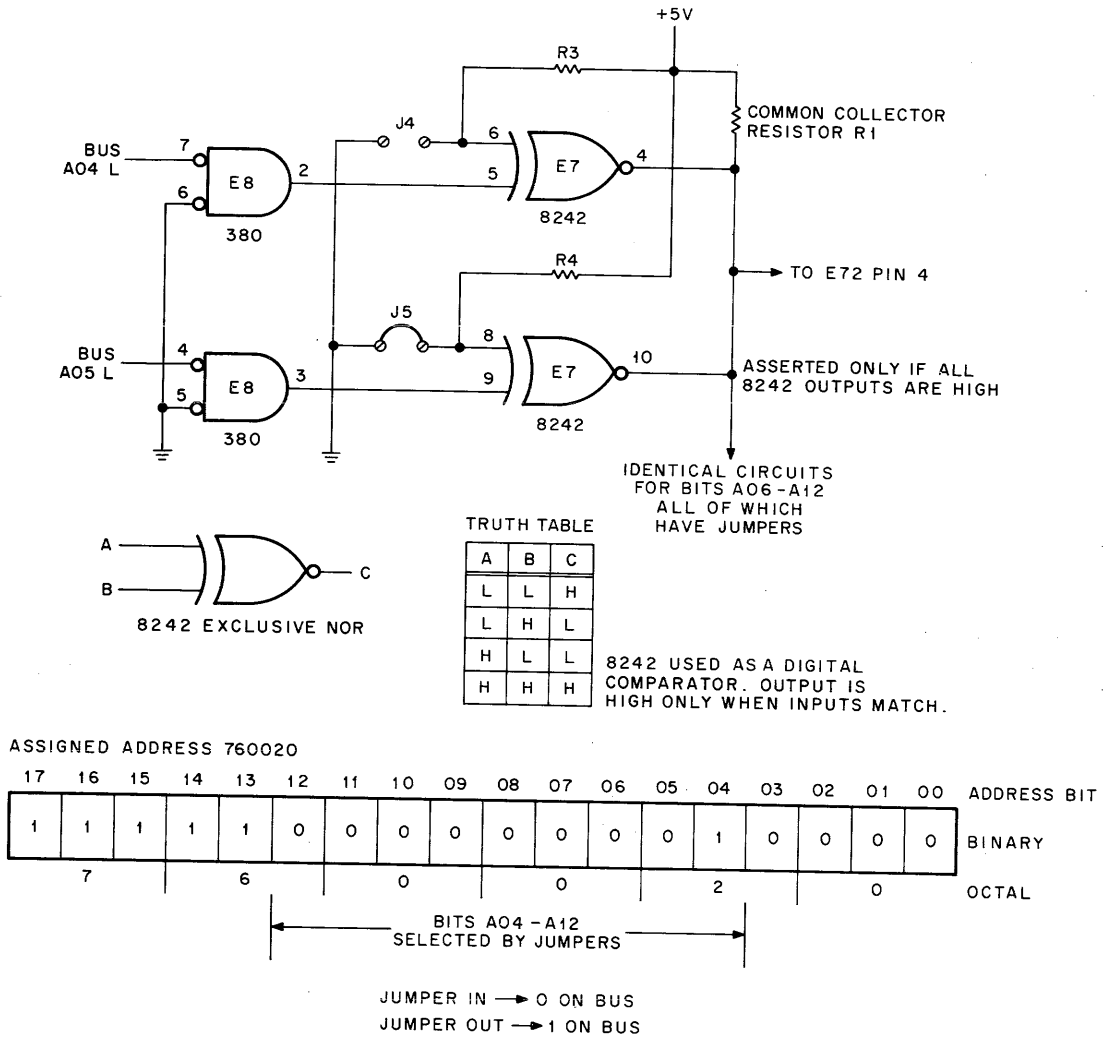 +5V
R3
COMMON COLLECTOR
RESISTOR R1
J4
BUS
A04 L
7
6
E8
2
380
6
5
E7
4
8242
R4
TO E72 PIN 4
J5
BUS
A05 L
4
5
E8
3
380
8
9
E7
10
8242
ASSERTED ONLY IF ALL
8242 OUTPUTS ARE HIGH
IDENTICAL CIRCUITS
FOR BITS A06-A12
ALL OF WHICH
HAVE JUMPERS
A
B
C
8242 EXCLUSIVE NOR
TRUTH TABLE
A B C
L L H
L H L
H L L
H H H
8242 USED AS A DIGITAL
COMPARATOR. OUTPUT IS
HIGH ONLY WHEN INPUTS MATCH.
ASSIGNED ADDRESS 760020
17 16 15 14 13 12 11 10 09 08 07 06 05 04 03 02 01 00 ADDRESS BIT
1 1 1 1 1 0 0 0 0 0 0 0 0 1 0 0 0 0 BINARY
7 6 0 0 2 0 OCTAL
BITS A04-A12
SELECTED BY JUMPERS
JUMPER IN → 0 ON BUS
JUMPER OUT → 1 ON BUS